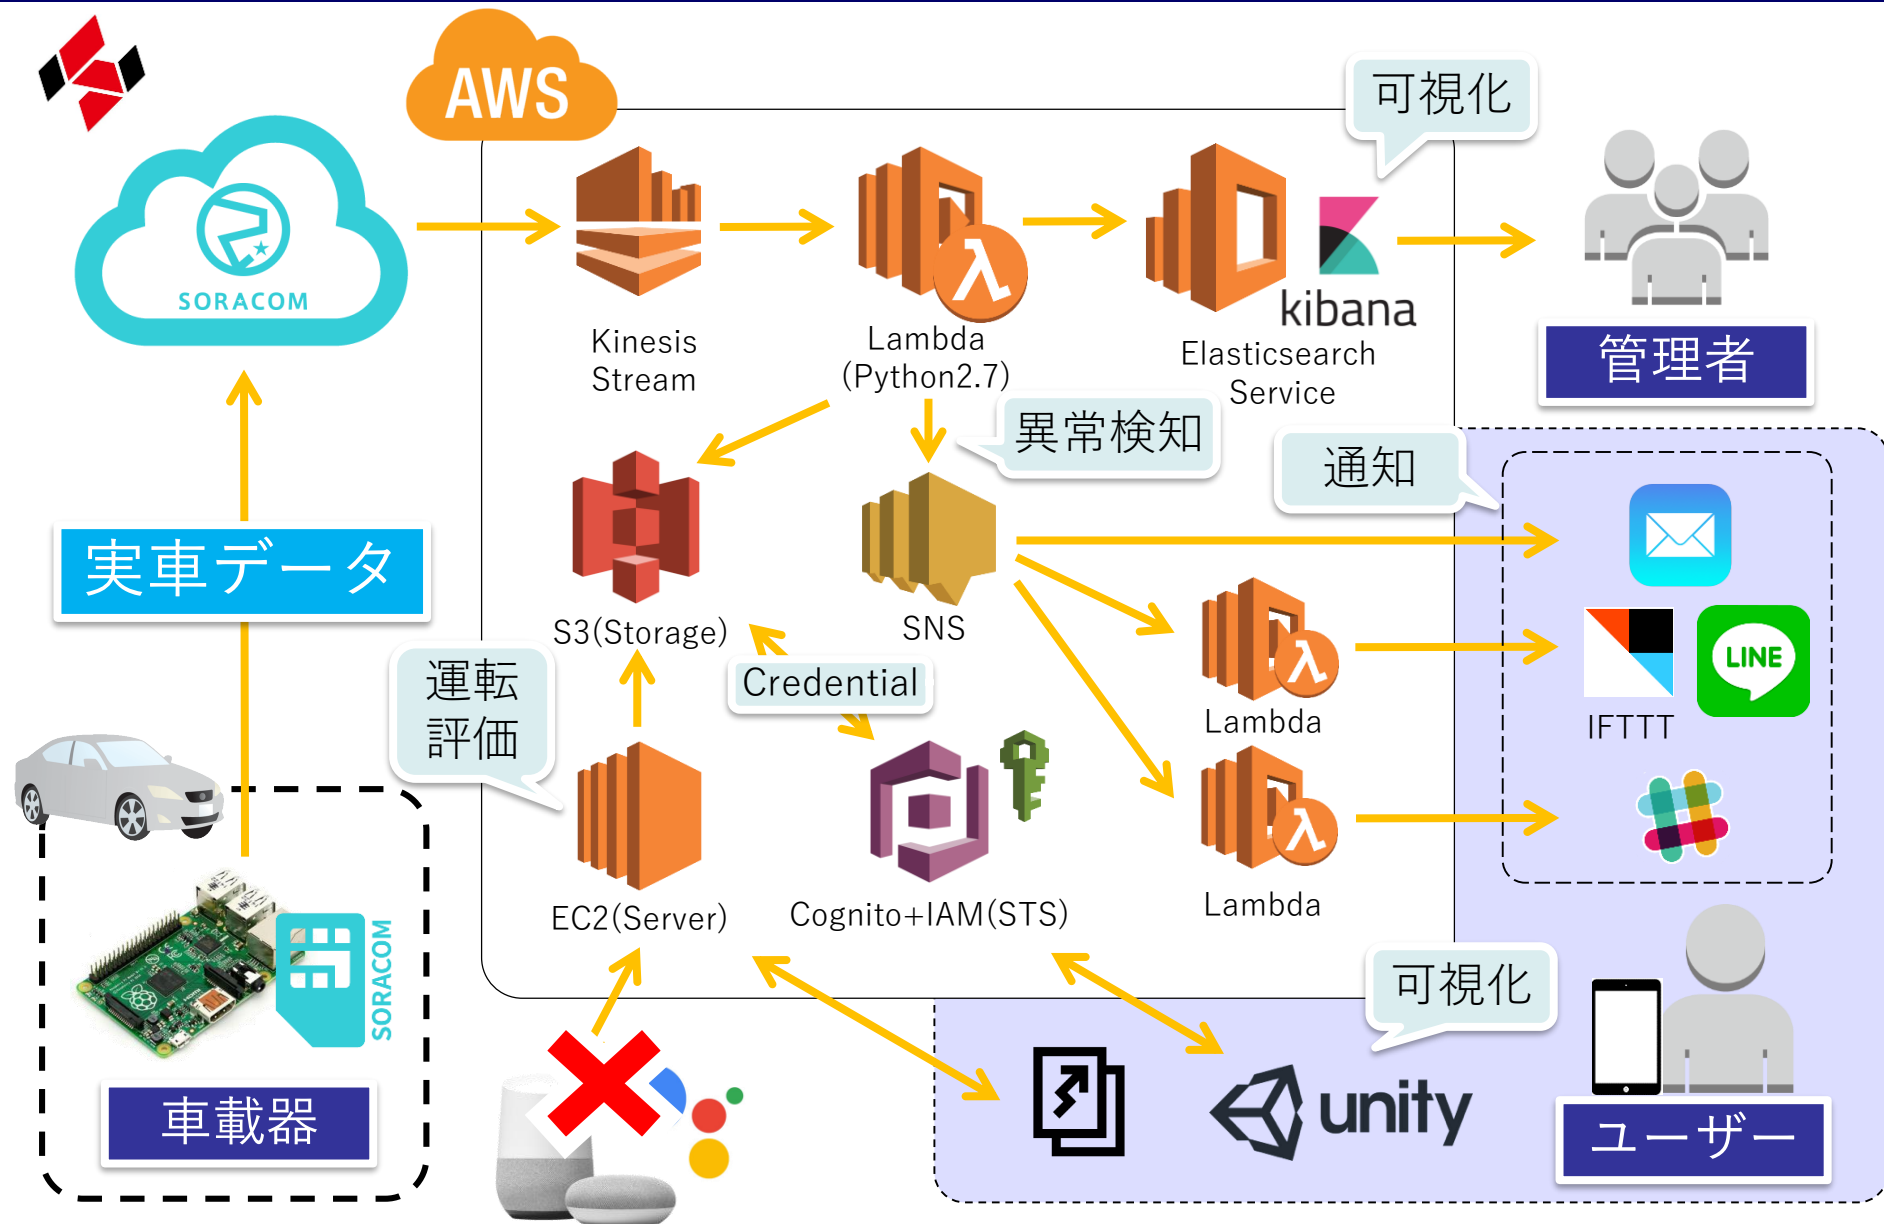 AWS
可視化
SORACOM
kibana
Kinesis
Stream
Lambda
(Python2.7)
Elasticsearch
Service
管理者
異常検知
通知
実車データ
S3(Storage)
SNS
LINE
IFTTT
運転
評価
Credential
Lambda
EC2(Server)
Cognito+IAM(STS)
Lambda
SORACOM
可視化
車載器
unity
ユーザー